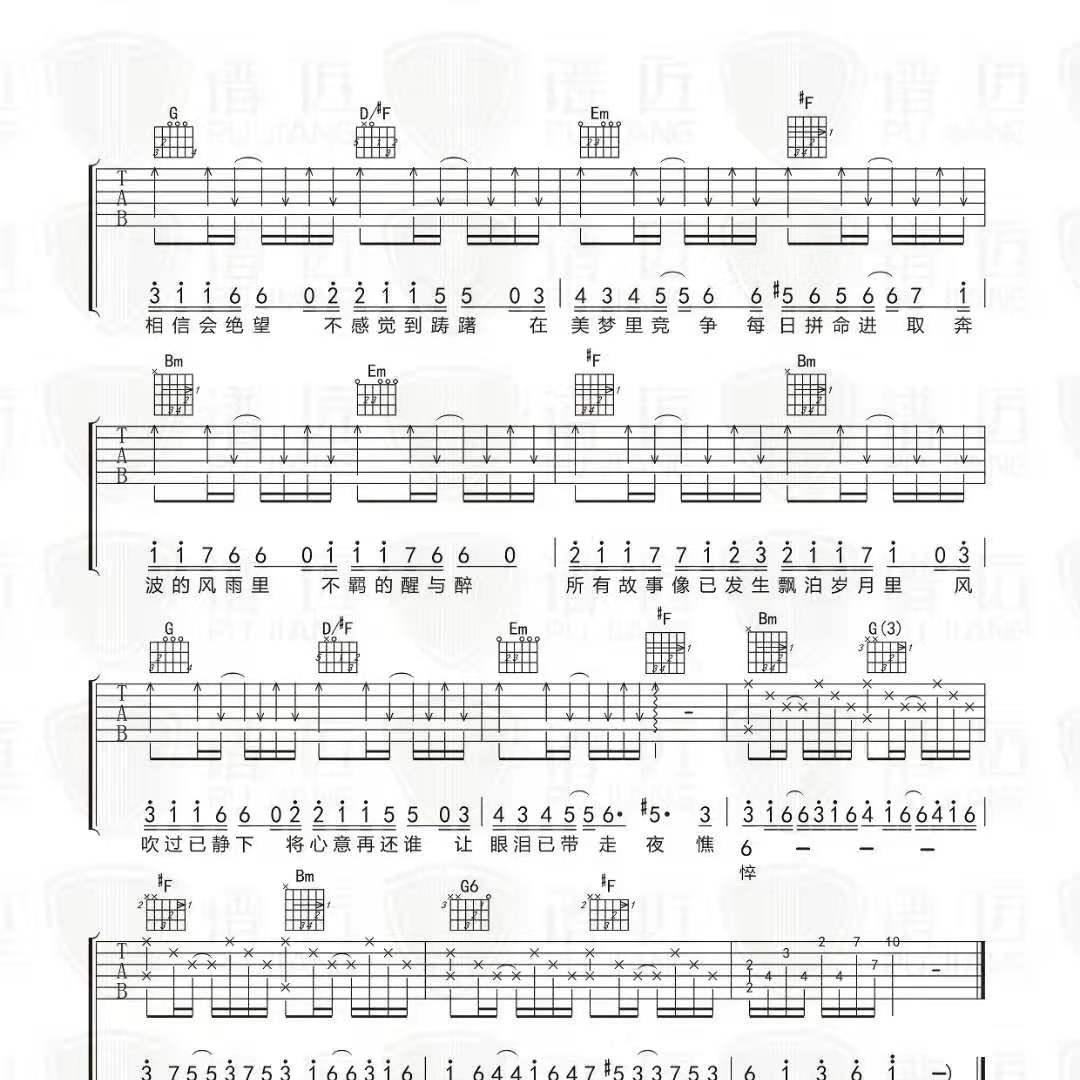 G D/#F Em #F
T
A
B
3 1 1 6 6 0 2 2 1 1 5 5 0 3 4 3 4 5 5 6 6 #5 6 5 6 6 7 1
相信会绝望 不感觉到踌躇 在 美梦里竞 争 每日拼命进 取 奔
Bm Em #F Bm
T
A
B
1 1 7 6 6 0 1 1 1 7 6 6 0 2 1 1 7 7 1 2 3 2 1 1 7 1 0 3
波的风雨里 不羁的醒与醉 所有故事像已发生飘泊岁月里 风
G D/#F Em #F Bm G(3)
T
A
B
3 1 1 6 6 0 2 2 1 1 5 5 0 3 4 3 4 5 5 6· #5· 3 3 1 6 6 3 1 6 4 1 6 6 4 1 6
吹过已静下 将心意再还谁 让 眼泪已带 走 夜 憔 6 – – –
悴
#F Bm G6 #F
T
A
B
2 2 4 3 2 4 7 7 10
3 7 5 5 3 7 5 3 1 6 6 3 1 6 1 6 4 4 1 6 4 7 #5 3 3 7 5 3 6 1 3 6 1 –)